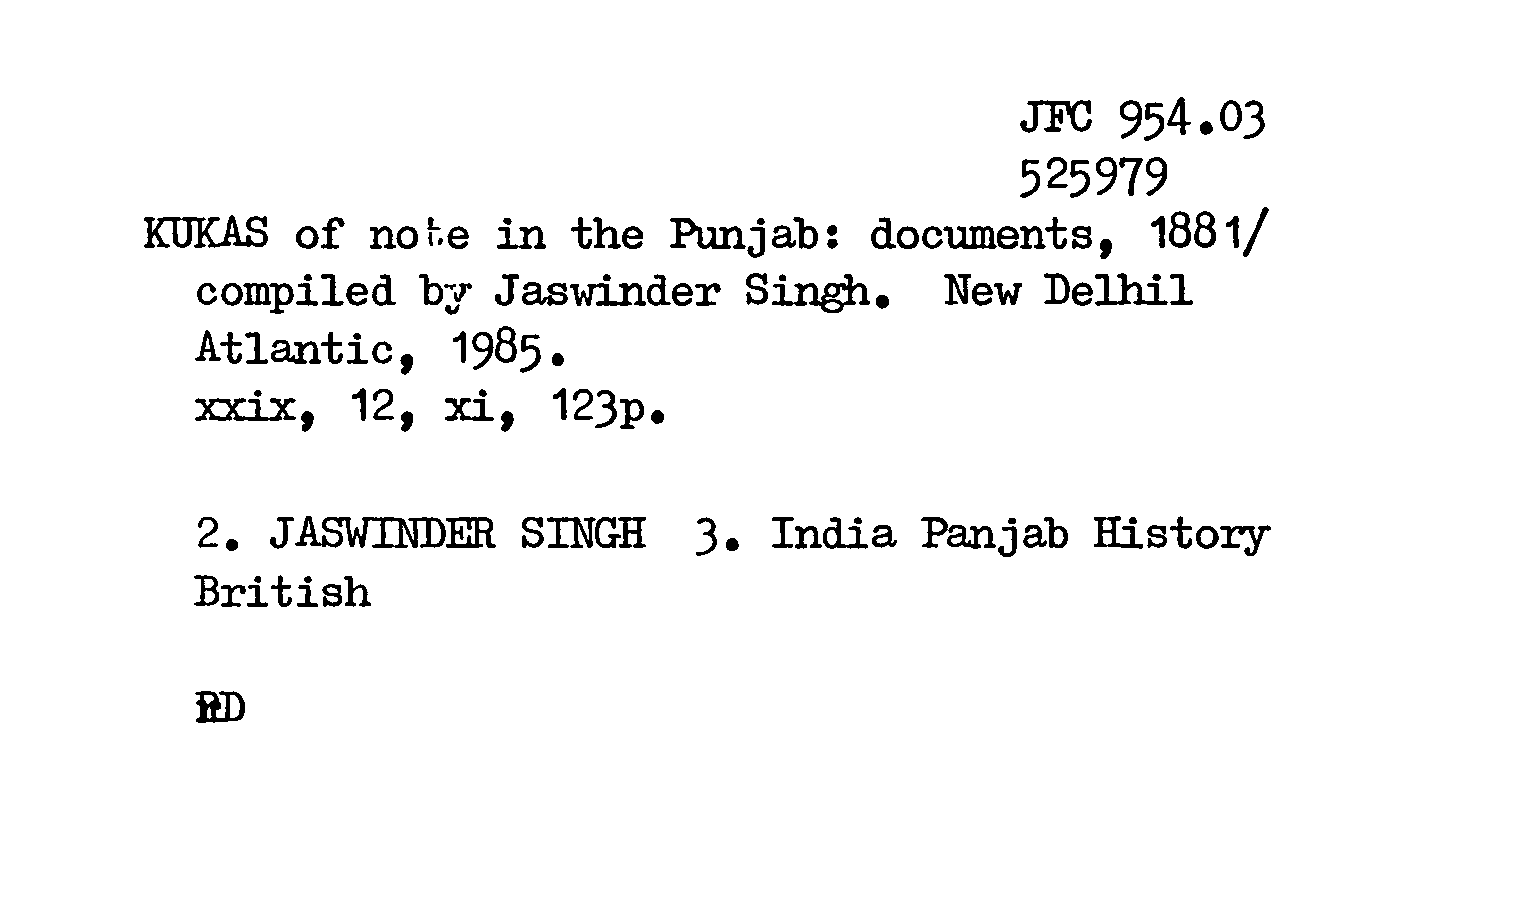 JFC 954.03
525979
KUKAS of note in the Punjab: documents, 1881/
compiled by Jaswinder Singh. New Delhil
Atlantic, 1985.
xxix, 12, xi, 123p.
2. JASWINDER SINGH 3. India Panjab History
British